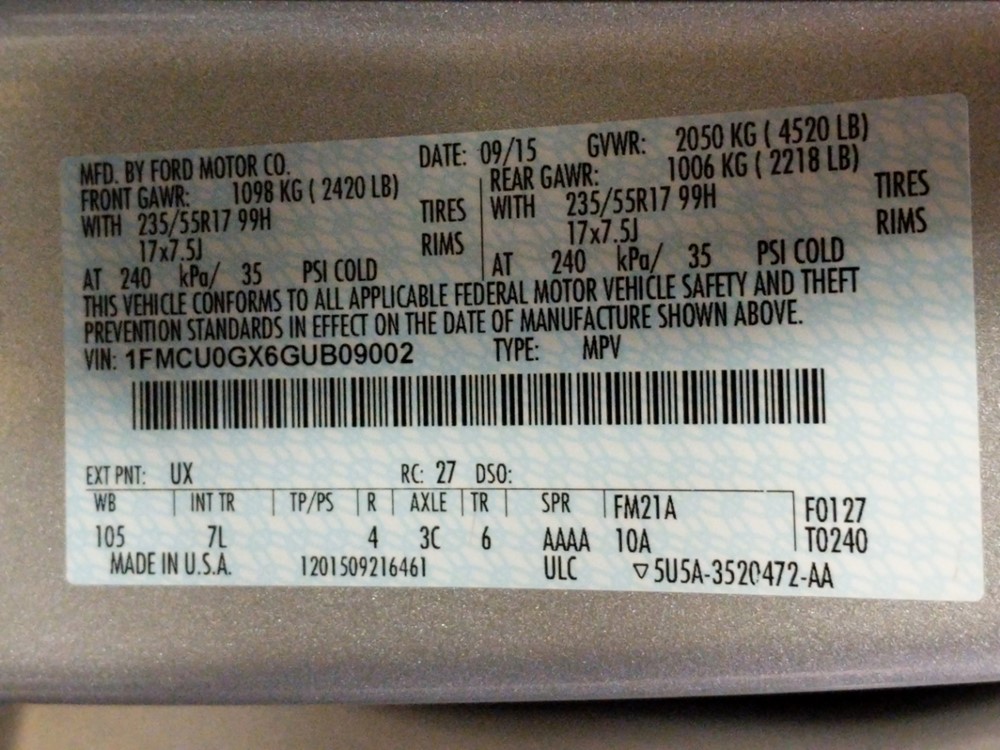 MFD. BY FORD MOTOR CO. DATE: 09/15 GVWR: 2050 KG ( 4520 LB)
FRONT GAWR: 1098 KG ( 2420 LB) REAR GAWR: 1006 KG ( 2218 LB)
WITH 235/55R17 99H TIRES WITH 235/55R17 99H TIRES
17x7.5J RIMS 17x7.5J RIMS
AT 240 kPa/ 35 PSI COLD AT 240 kPa/ 35 PSI COLD
THIS VEHICLE CONFORMS TO ALL APPLICABLE FEDERAL MOTOR VEHICLE SAFETY AND THEFT
PREVENTION STANDARDS IN EFFECT ON THE DATE OF MANUFACTURE SHOWN ABOVE.
VIN: 1FMCU0GX6GUB09002 TYPE: MPV
EXT PNT: UX RC: 27 DSO:
WB INT TR TP/PS R AXLE TR SPR FM21A F0127
105 7L 4 3C 6 AAAA 10A T0240
MADE IN U.S.A. 1201509216461 ULC ▽5U5A-3520472-AA